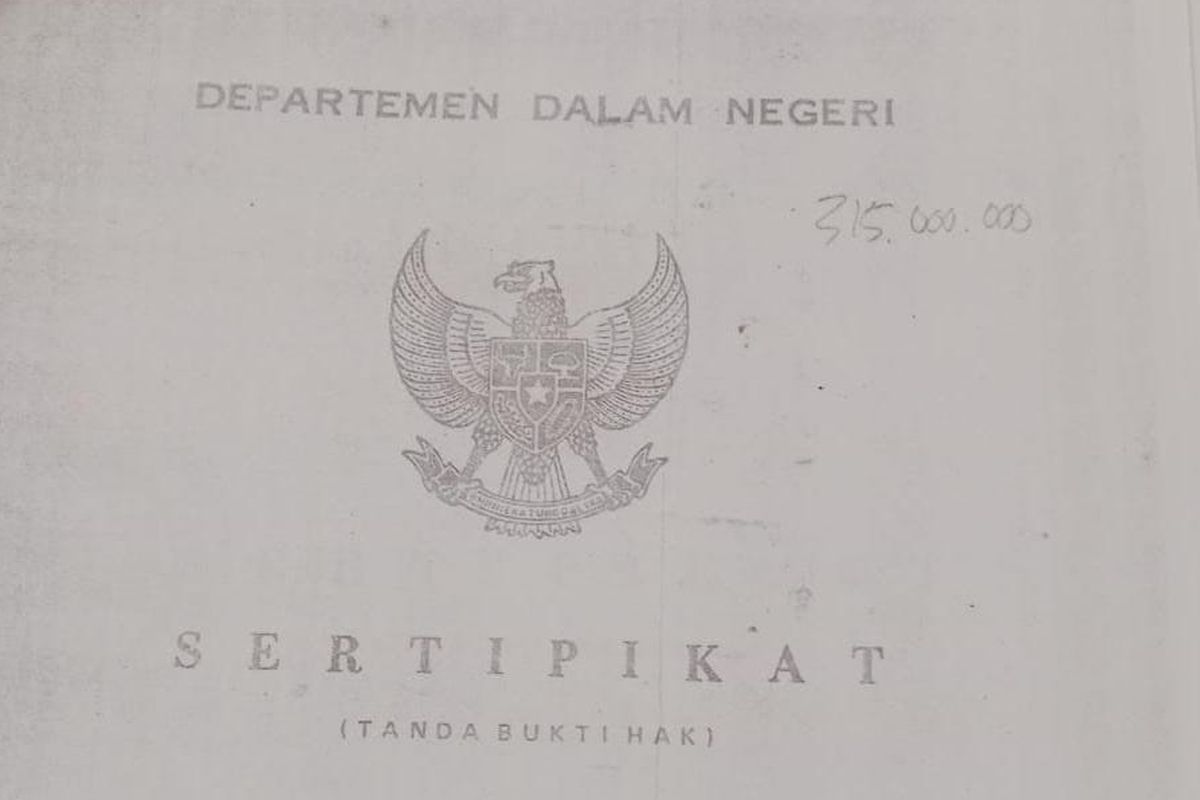 DEPARTEMEN DALAM NEGERI
315.000.000
SERTIPIKAT
(TANDA BUKTI HAK)